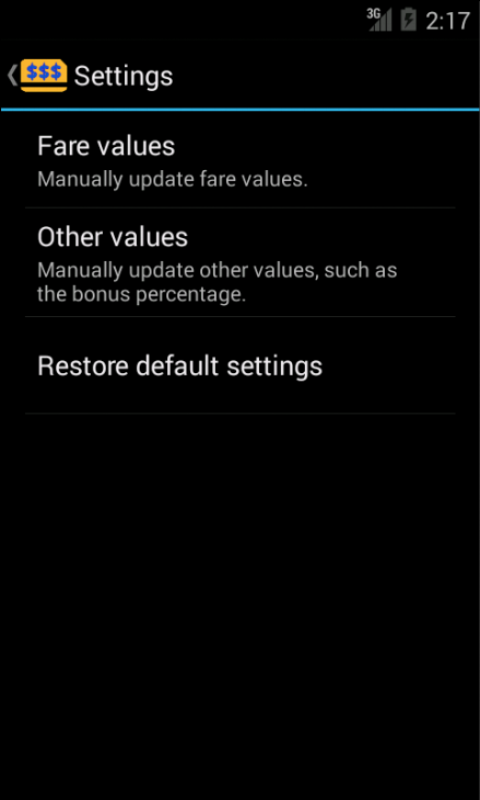 3G 2:17
$$$ Settings
Fare values
Manually update fare values.
Other values
Manually update other values, such as
the bonus percentage.
Restore default settings